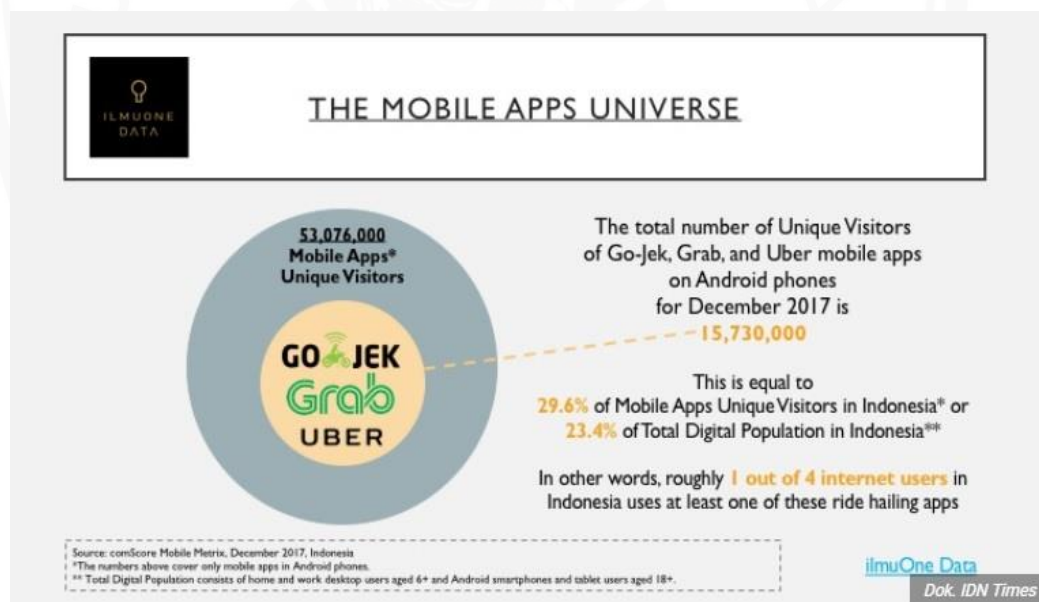 ILMUONE
DATA
THE MOBILE APPS UNIVERSE
53,076,000
Mobile Apps*
Unique Visitors
GO JEK
Grab
UBER
The total number of Unique Visitors
of Go-Jek, Grab, and Uber mobile apps
on Android phones
for December 2017 is
15,730,000
This is equal to
29.6% of Mobile Apps Unique Visitors in Indonesia* or
23.4% of Total Digital Population in Indonesia**
In other words, roughly 1 out of 4 internet users in
Indonesia uses at least one of these ride hailing apps
Source: comScore Mobile Metrix, December 2017, Indonesia
*The numbers above cover only mobile apps in Android phones.
** Total Digital Population consists of home and work desktop users aged 6+ and Android smartphones and tablet users aged 18+.
ilmuOne Data
Dok. IDN Times